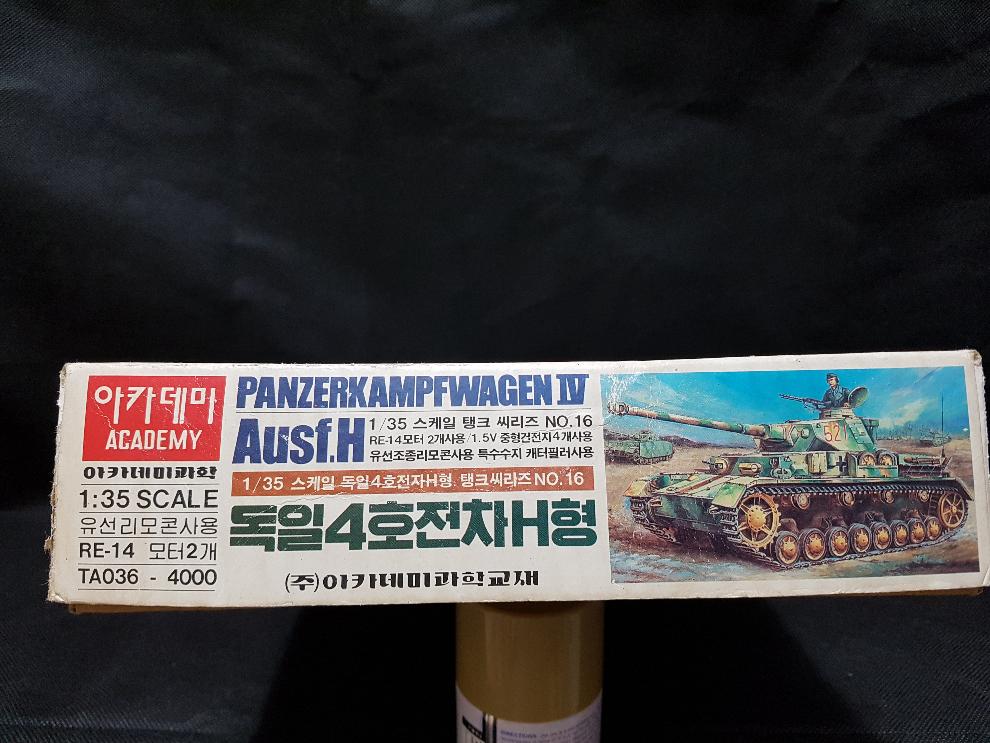 아카데미
ACADEMY
아카데미과학
1:35 SCALE
유선리모콘사용
RE-14 모터2개
TA036 - 4000
PANZERKAMPFWAGEN IV
Ausf.H
1/35 스케일 탱크 씨리즈 NO.16
RE-14모터 2개사용/1.5V 중형건전지4개사용
유선조종리모콘사용 특수수지 캐터필러사용
1/35 스케일 독일4호전차H형. 탱크씨리즈 NO.16
독일4호전차H형
(주)아카데미과학교재
62